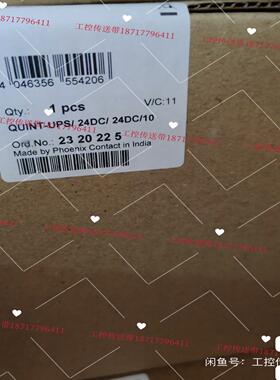 工控传送带18717796411
4 046356 554206
Qty.: 1 pcs V/C: 11
QUINT-UPS/ 24DC/ 24DC/10
Ord.No.: 23 20 22 5
Made by Phoenix Contact in India
工控传送带18717796411
工控传送带18717796411
工控传送带18717796411
闲鱼号：工控传